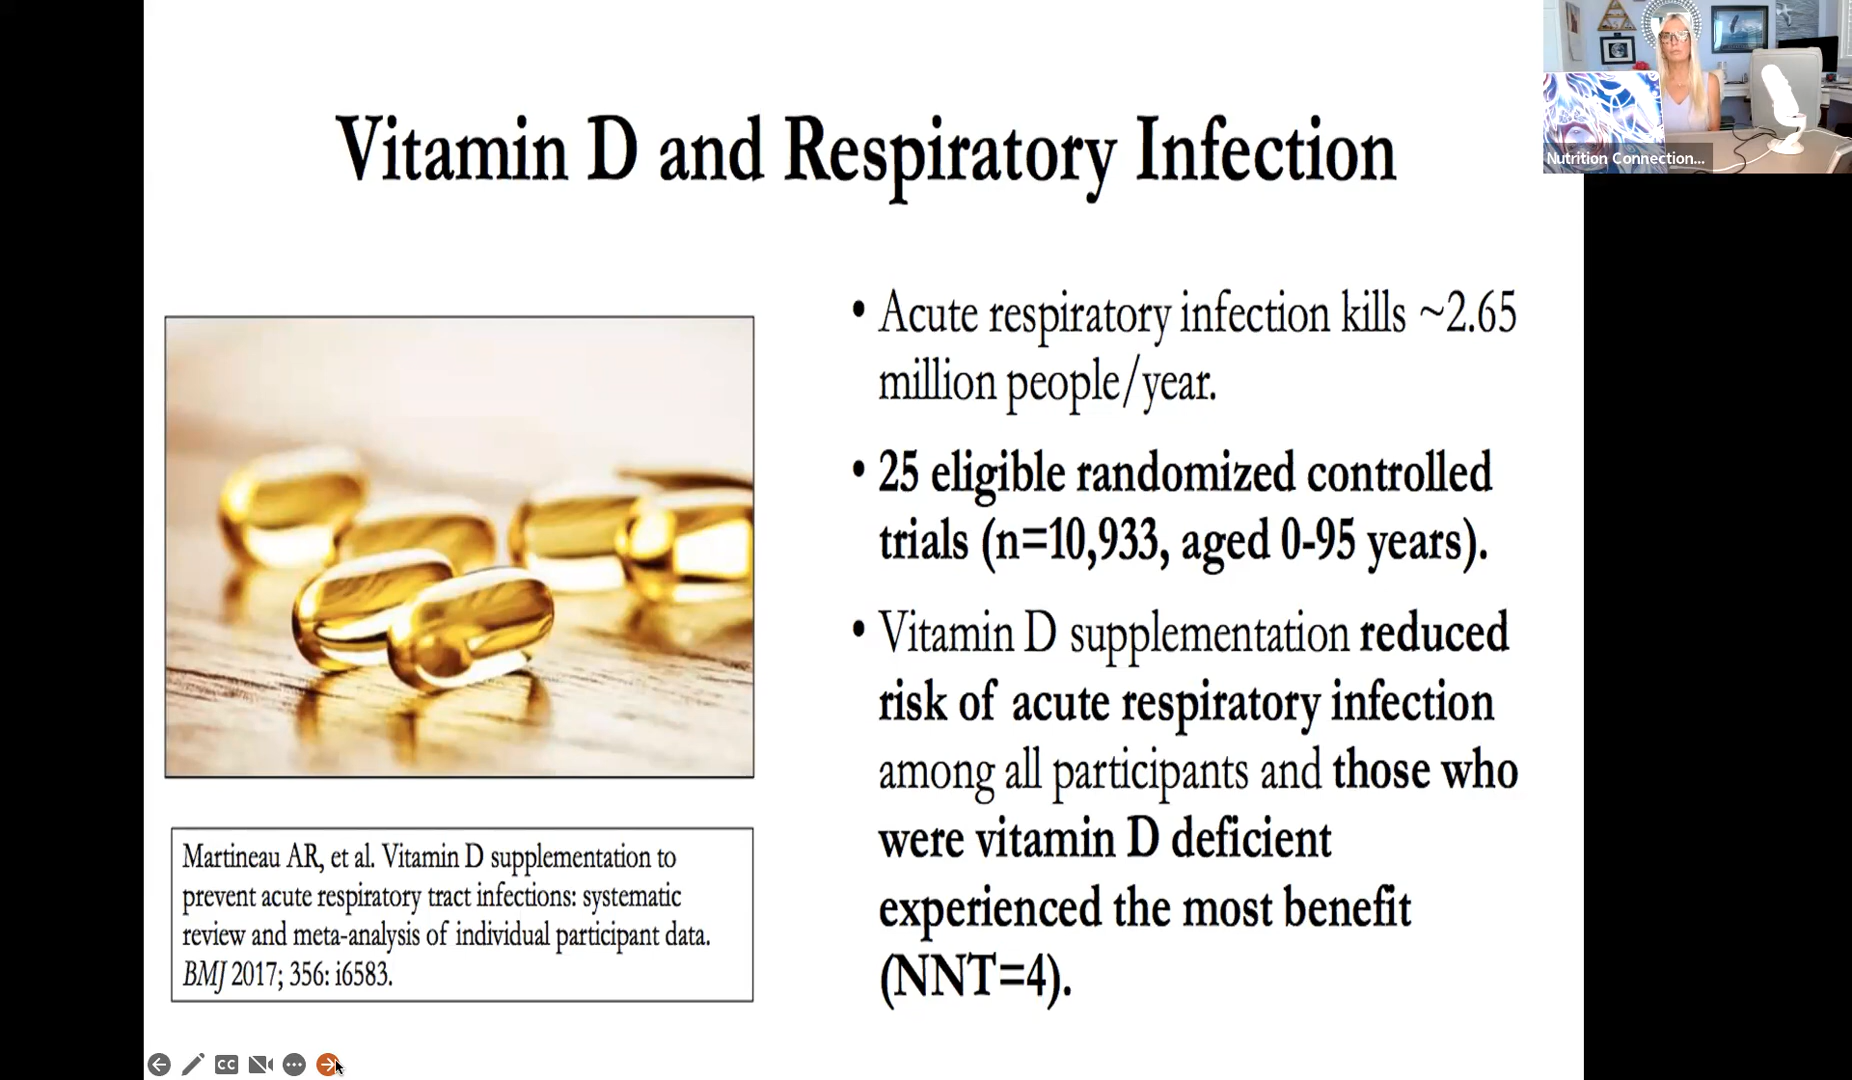 Vitamin D and Respiratory Infection
Nutrition Connection...
• Acute respiratory infection kills ~2.65
million people/year.
• 25 eligible randomized controlled
trials (n=10,933, aged 0-95 years).
• Vitamin D supplementation reduced
risk of acute respiratory infection
among all participants and those who
were vitamin D deficient
experienced the most benefit
(NNT=4).
Martineau AR, et al. Vitamin D supplementation to
prevent acute respiratory tract infections: systematic
review and meta-analysis of individual participant data.
BMJ 2017; 356: i6583.
CC